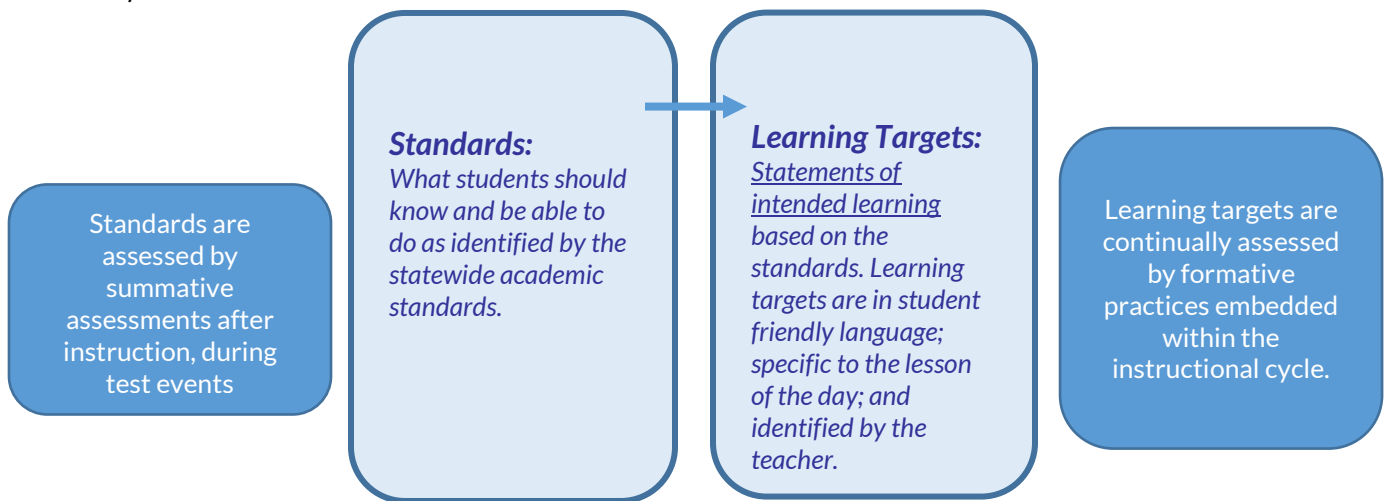 Standards are
assessed by
summative
assessments after
instruction, during
test events
Standards:
What students should
know and be able to
do as identified by the
statewide academic
standards.
Learning Targets:
Statements of
intended learning
based on the
standards. Learning
targets are in student
friendly language;
specific to the lesson
of the day; and
identified by the
teacher.
Learning targets are
continually assessed
by formative
practices embedded
within the
instructional cycle.